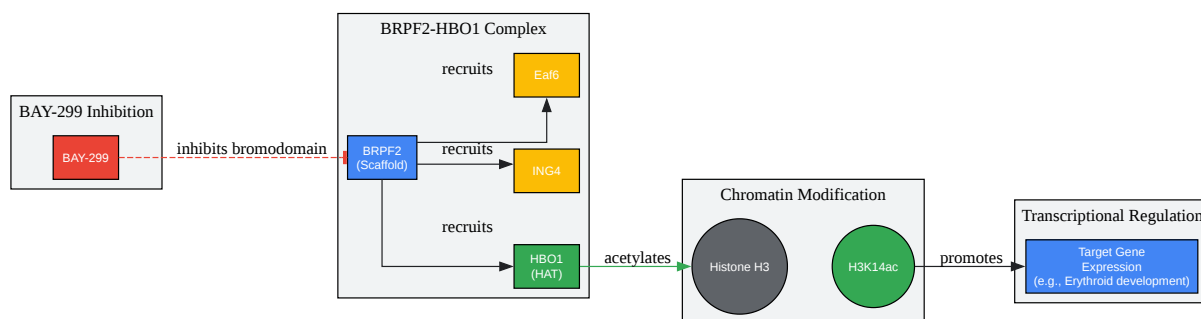 BAY-299 Inhibition
BAY-299
inhibits bromodomain
BRPF2-HBO1 Complex
BRPF2
(Scaffold)
recruits
Eaf6
recruits
ING4
recruits
HBO1
(HAT)
acetylates
Chromatin Modification
Histone H3
H3K14ac
promotes
Transcriptional Regulation
Target Gene
Expression
(e.g., Erythroid development)